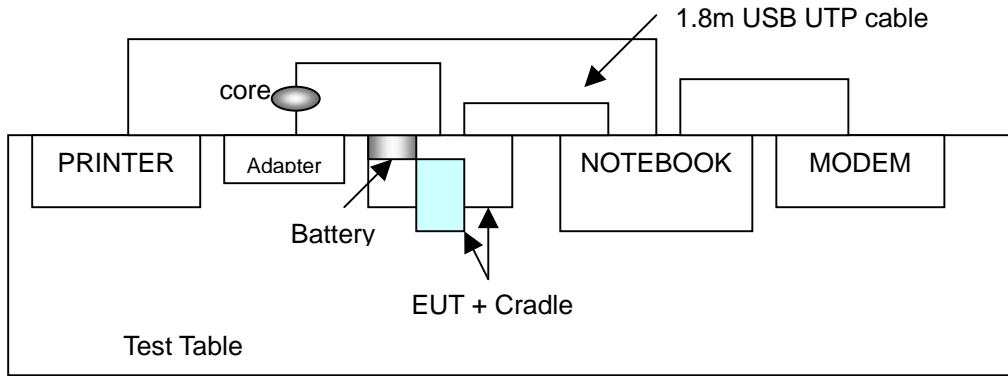 1.8m USB UTP cable
core
PRINTER
Adapter
NOTEBOOK
MODEM
Battery
EUT + Cradle
Test Table